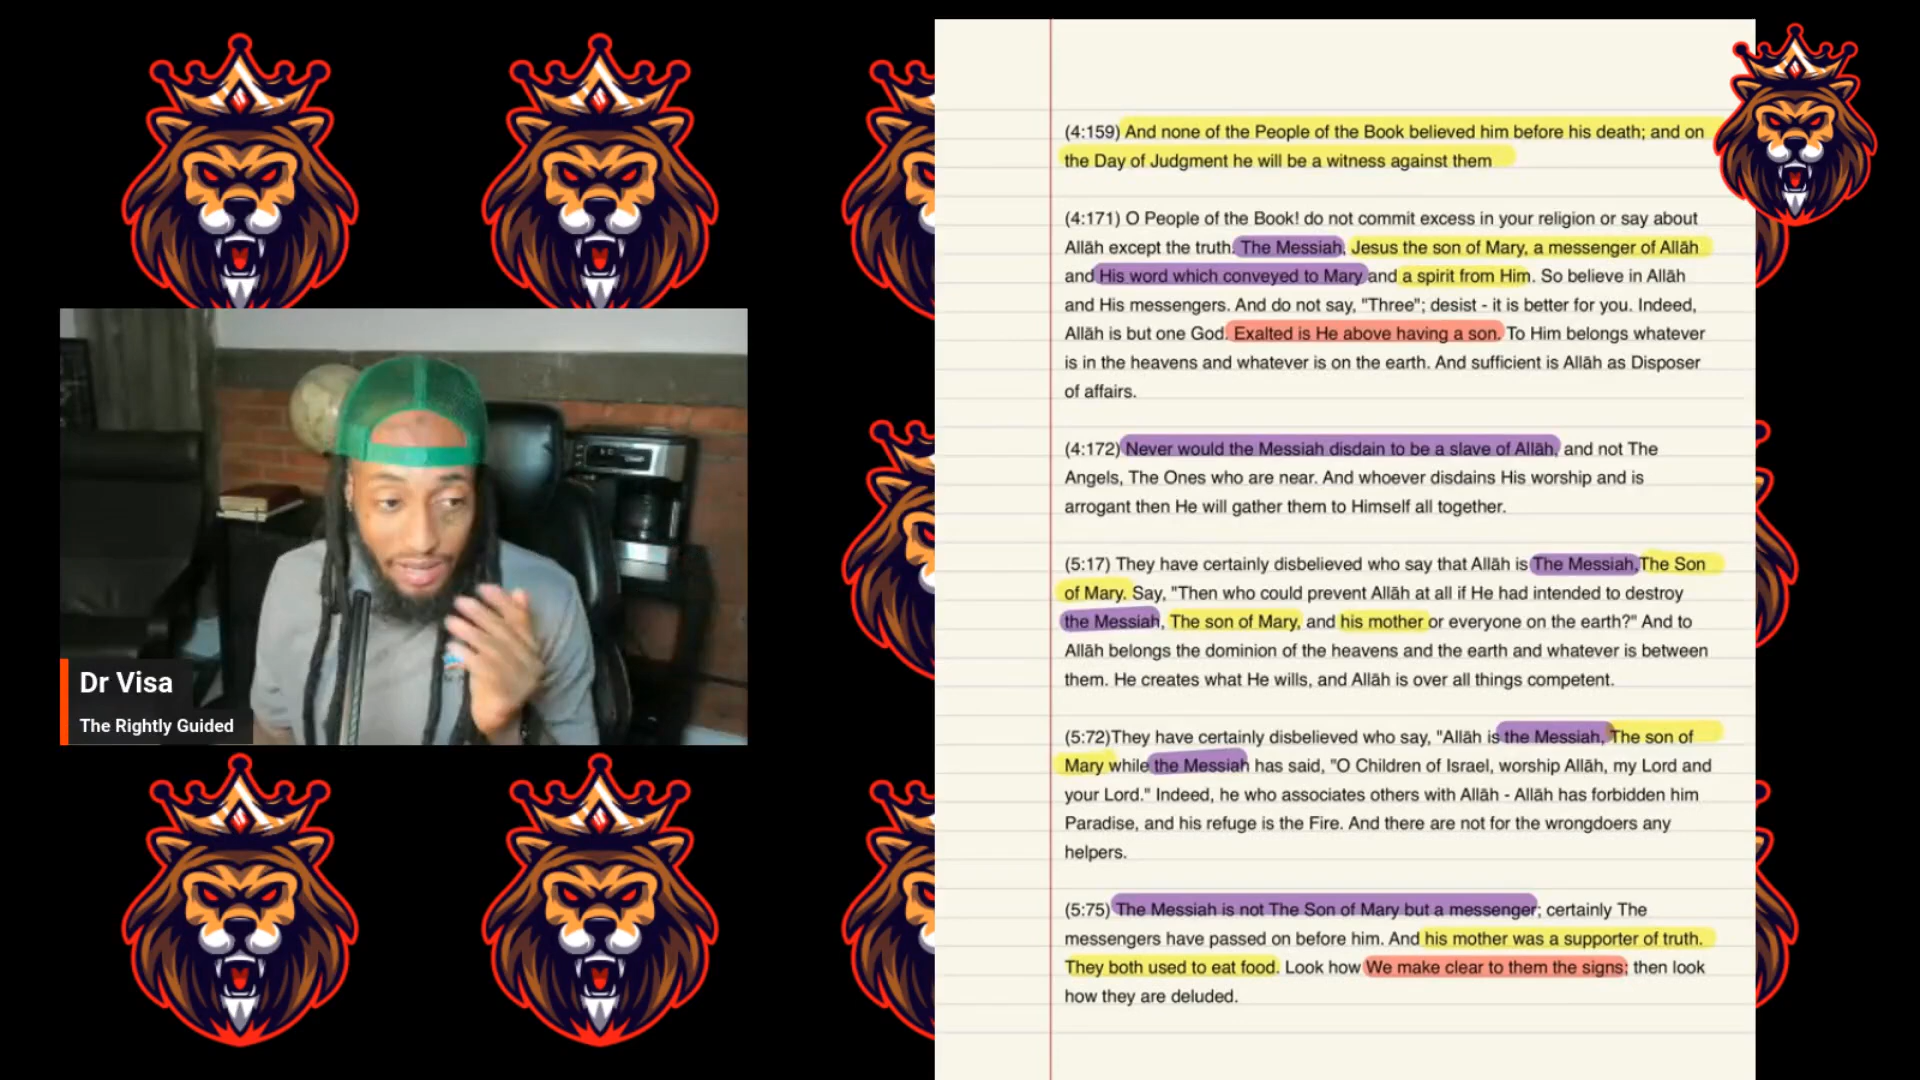 (4:159) And none of the People of the Book believed him before his death; and on
the Day of Judgment he will be a witness against them
(4:171) O People of the Book! do not commit excess in your religion or say about
Allāh except the truth. The Messiah, Jesus the son of Mary, a messenger of Allāh
and His word which conveyed to Mary and a spirit from Him. So believe in Allāh
and His messengers. And do not say, "Three"; desist - it is better for you. Indeed,
Allāh is but one God. Exalted is He above having a son. To Him belongs whatever
is in the heavens and whatever is on the earth. And sufficient is Allāh as Disposer
of affairs.
(4:172) Never would the Messiah disdain to be a slave of Allāh, and not The
Angels, The Ones who are near. And whoever disdains His worship and is
arrogant then He will gather them to Himself all together.
(5:17) They have certainly disbelieved who say that Allāh is The Messiah,The Son
of Mary. Say, "Then who could prevent Allāh at all if He had intended to destroy
the Messiah, The son of Mary, and his mother or everyone on the earth?" And to
Allāh belongs the dominion of the heavens and the earth and whatever is between
them. He creates what He wills, and Allāh is over all things competent.
(5:72)They have certainly disbelieved who say, "Allāh is the Messiah, The son of
Mary while the Messiah has said, "O Children of Israel, worship Allāh, my Lord and
your Lord." Indeed, he who associates others with Allāh - Allāh has forbidden him
Paradise, and his refuge is the Fire. And there are not for the wrongdoers any
helpers.
(5:75) The Messiah is not The Son of Mary but a messenger; certainly The
messengers have passed on before him. And his mother was a supporter of truth.
They both used to eat food. Look how We make clear to them the signs; then look
how they are deluded.
Dr Visa
The Rightly Guided